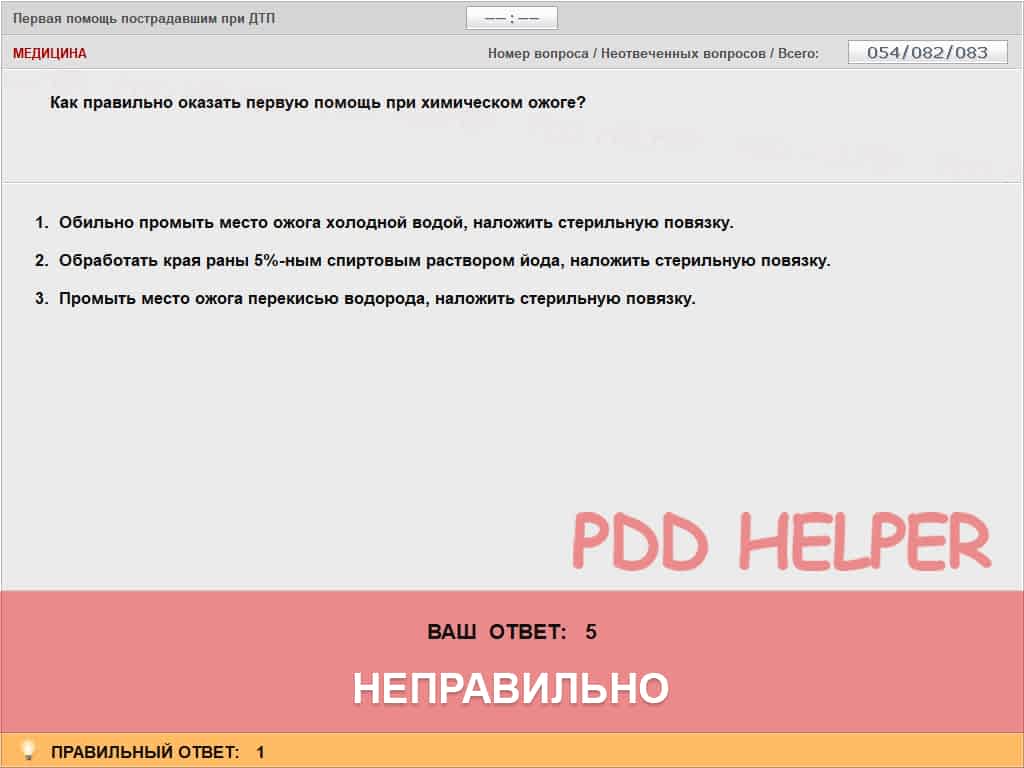 Первая помощь пострадавшим при ДТП
—— : ——
МЕДИЦИНА
Номер вопроса / Неотвеченных вопросов / Всего:
054/082/083
Как правильно оказать первую помощь при химическом ожоге?
1. Обильно промыть место ожога холодной водой, наложить стерильную повязку.
2. Обработать края раны 5%-ным спиртовым раствором йода, наложить стерильную повязку.
3. Промыть место ожога перекисью водорода, наложить стерильную повязку.
PDD HELPER
ВАШ ОТВЕТ: 5
НЕПРАВИЛЬНО
ПРАВИЛЬНЫЙ ОТВЕТ: 1